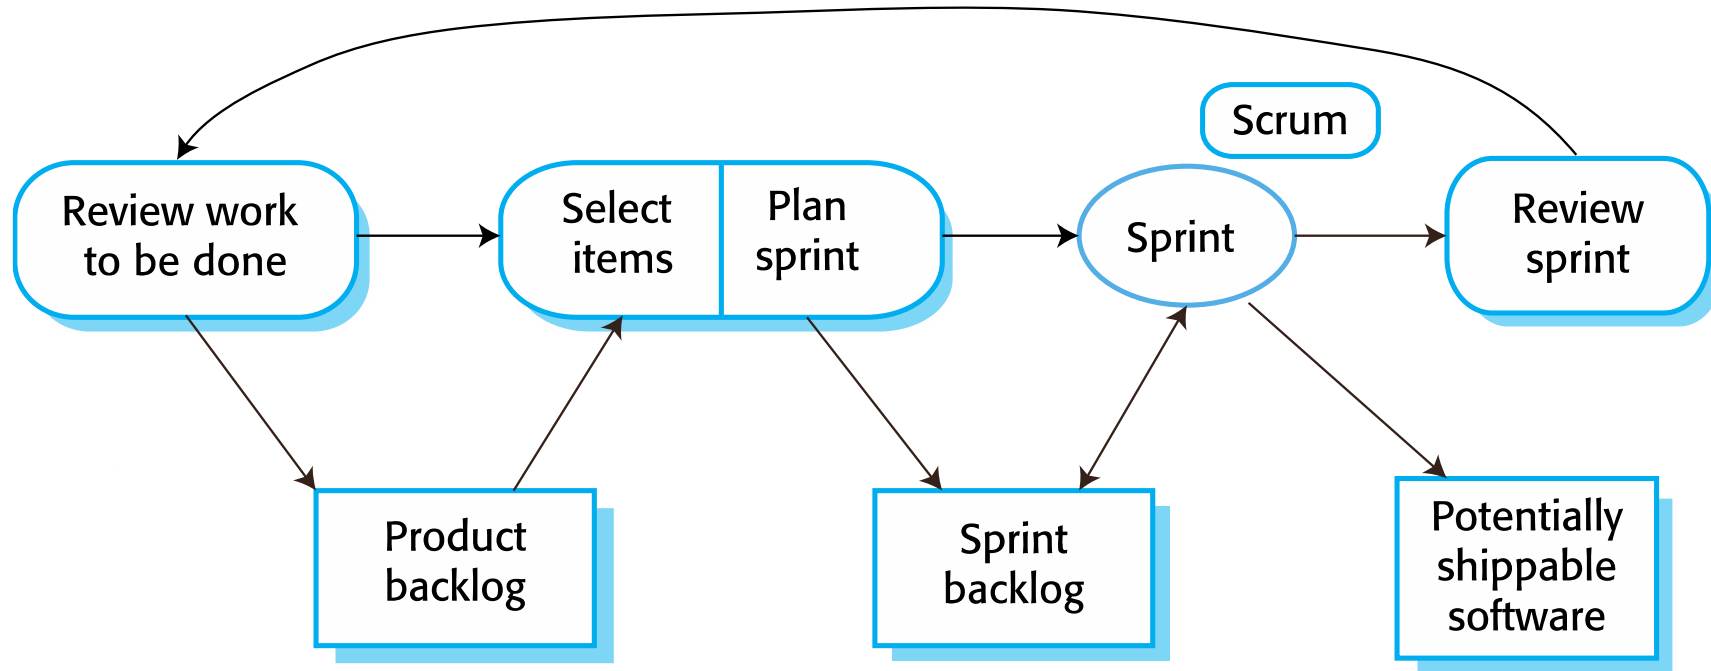 Scrum
Review work
to be done
Select
items
Plan
sprint
Sprint
Review
sprint
Product
backlog
Sprint
backlog
Potentially
shippable
software